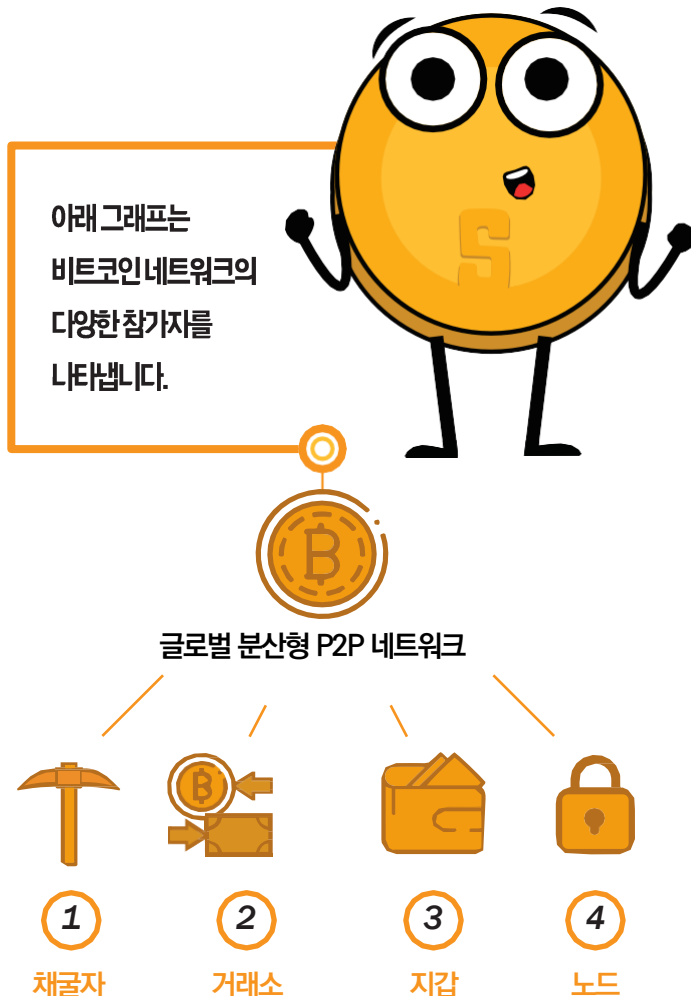 아래 그래프는
비트코인 네트워크의
다양한 참가자를
나타냅니다.
글로벌 분산형 P2P 네트워크
1
2
3
4
채굴자
거래소
지갑
노드